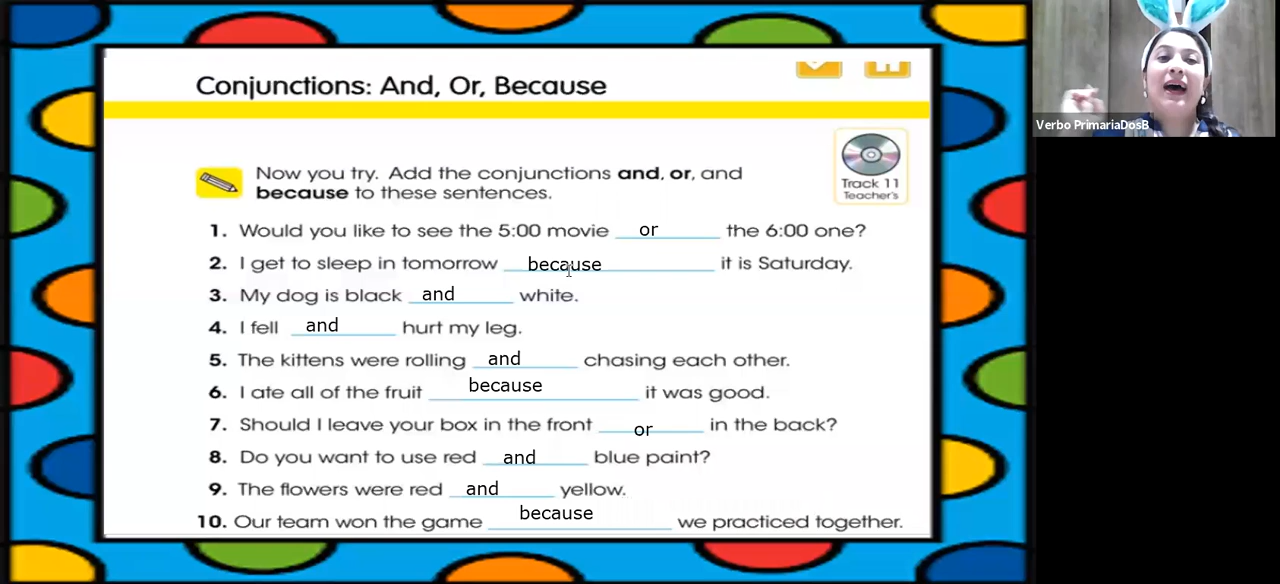 Conjunctions: And, Or, Because
Now you try. Add the conjunctions and, or, and
because to these sentences.
Track 11
Teacher's
1. Would you like to see the 5:00 movie or the 6:00 one?
2. I get to sleep in tomorrow because it is Saturday.
3. My dog is black and white.
4. I fell and hurt my leg.
5. The kittens were rolling and chasing each other.
6. I ate all of the fruit because it was good.
7. Should I leave your box in the front or in the back?
8. Do you want to use red and blue paint?
9. The flowers were red and yellow.
10. Our team won the game because we practiced together.
Verbo PrimariaDosB